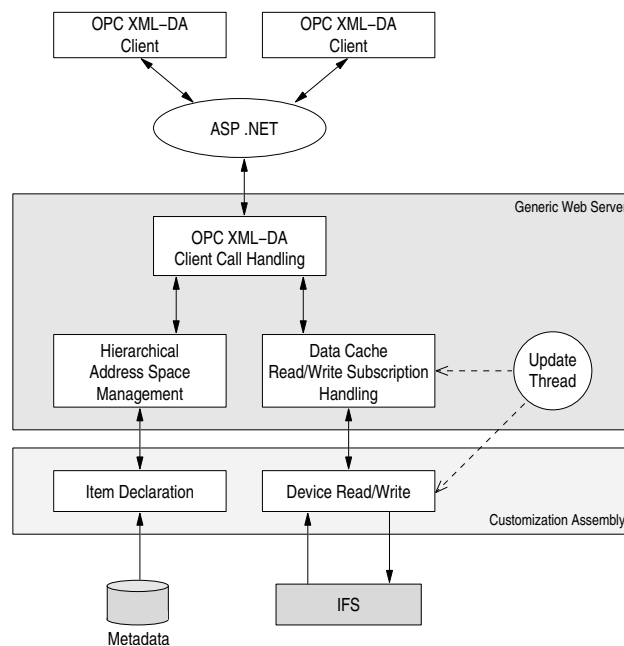 OPC XML–DA
Client
OPC XML–DA
Client
ASP .NET
Generic Web Server
OPC XML–DA
Client Call Handling
Hierarchical
Address Space
Management
Data Cache
Read/Write Subscription
Handling
Update
Thread
Item Declaration
Device Read/Write
Customization Assembly
IFS
Metadata